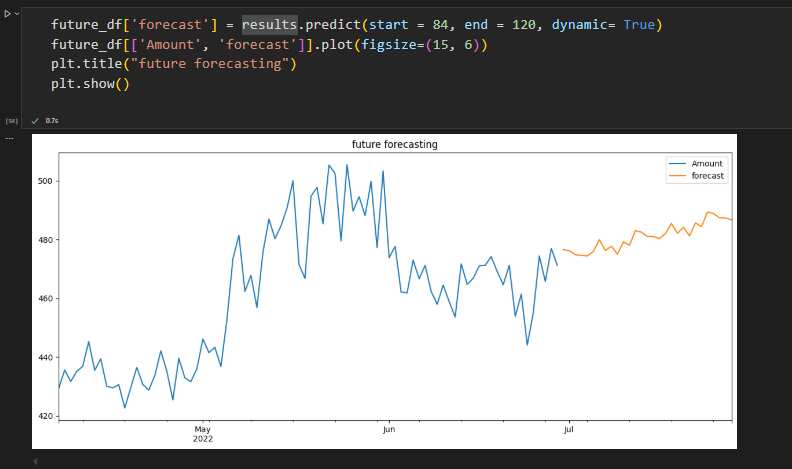 future_df['forecast'] = results.predict(start = 84, end = 120, dynamic= True)
future_df[['Amount', 'forecast']].plot(figsize=(15, 6))
plt.title("future forecasting")
plt.show()
✓ 0.7s
...
future forecasting
Amount
forecast
500
480
460
440
420
May
2022
Jun
Jul